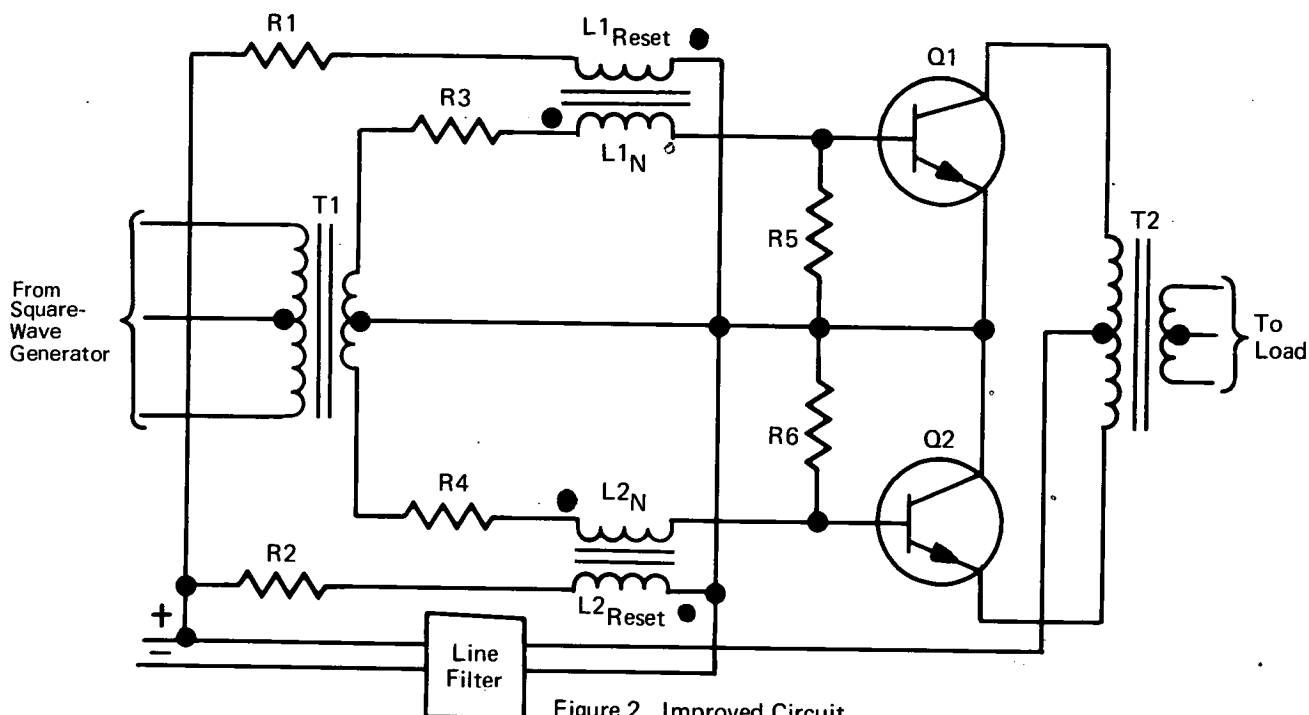 R1
L1Reset
Q1
R3
L1N
T1
R5
T2
From
Square-
Wave
Generator
To
Load
R6
Q2
R4
L2N
R2
L2Reset
+
−
Line
Filter
Figure 2. Improved Circuit